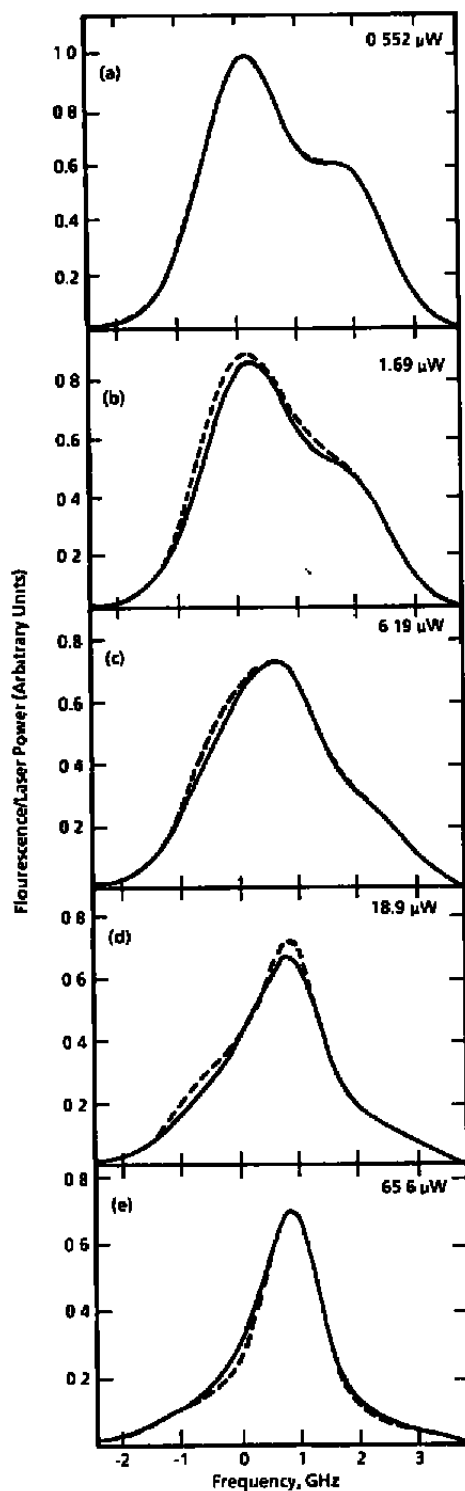 0 552 µW
(a)
1. 0
0. 8
0. 6
0. 4
0. 2
1.69 µW
0. 8
(b)
0. 6
0. 4
0. 2
6 19 µW
0. 8
(c)
0. 6
0 4
0 2
18.9 µW
0 8
(d)
0. 6
0 4
0 2
65 6 µW
0. 8
(e)
0 6
0. 4
0. 2
-2 -1 0 1 2 3
Frequency, GHz
Flourescence/Laser Power (Arbitrary Units)